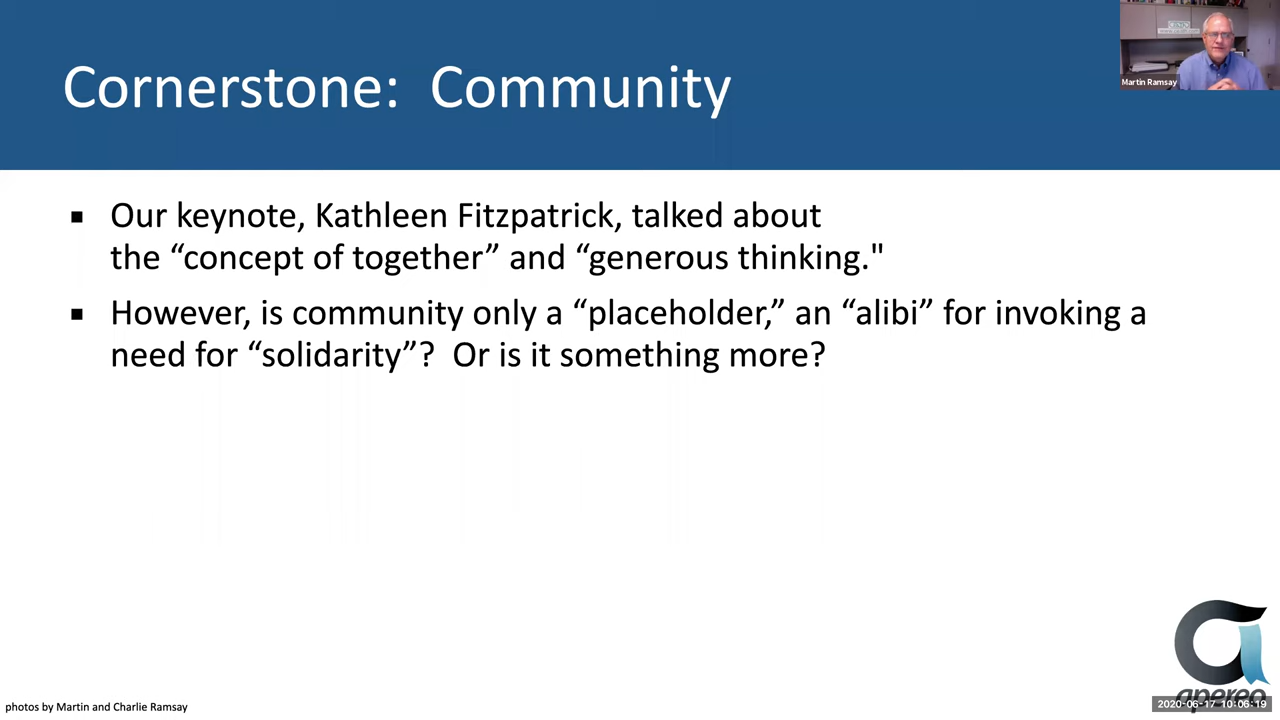 Cornerstone: Community
Martin Ramsay
■ Our keynote, Kathleen Fitzpatrick, talked about
the “concept of together” and “generous thinking."
■ However, is community only a “placeholder,” an “alibi” for invoking a
need for “solidarity”? Or is it something more?
apereo
2020-06-17 10:06:19
photos by Martin and Charlie Ramsay